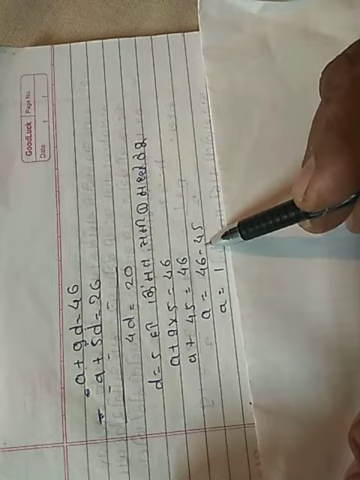 GoodLuck
Page No.
Date
a + 9d = 46
- a + 5d = 26
- - -
4d = 20
d = 5 ની કિંમત સમી ① મુકતા
a + 9 × 5 = 46
a + 45 = 46
a = 46 - 45
a = 1